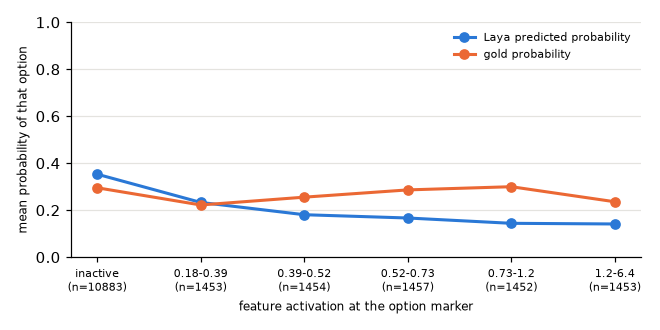 1.0
0.8
0.6
0.4
0.2
0.0
mean probability of that option
Laya predicted probability
gold probability
inactive
(n=10883)
0.18-0.39
(n=1453)
0.39-0.52
(n=1454)
0.52-0.73
(n=1457)
0.73-1.2
(n=1452)
1.2-6.4
(n=1453)
feature activation at the option marker